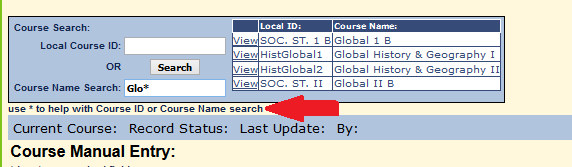 Course Search:
Local Course ID:
OR Search
Course Name Search: Glo*
Local ID: Course Name:
View SOC. ST. 1 B Global 1 B
View HistGlobal1 Global History & Geography I
View HistGlobal2 Global History & Geography II
View SOC. ST. II Global II B
use * to help with Course ID or Course Name search
Current Course: Record Status: Last Update: By:
Course Manual Entry: